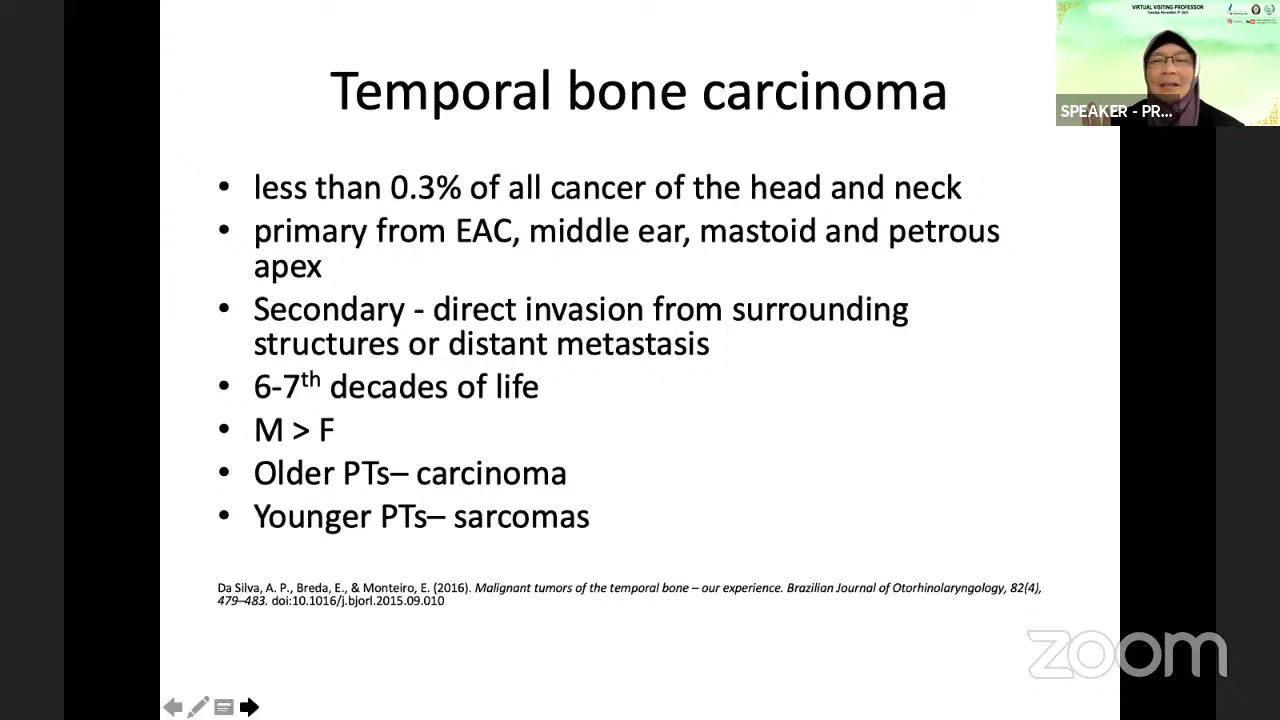 VIRTUAL VISITING PROFESSOR
SPEAKER - PR...
Temporal bone carcinoma
• less than 0.3% of all cancer of the head and neck
• primary from EAC, middle ear, mastoid and petrous
apex
• Secondary - direct invasion from surrounding
structures or distant metastasis
• 6-7th decades of life
• M > F
• Older PTs– carcinoma
• Younger PTs– sarcomas
Da Silva, A. P., Breda, E., & Monteiro, E. (2016). Malignant tumors of the temporal bone – our experience. Brazilian Journal of Otorhinolaryngology, 82(4),
479–483. doi:10.1016/j.bjorl.2015.09.010
zoom